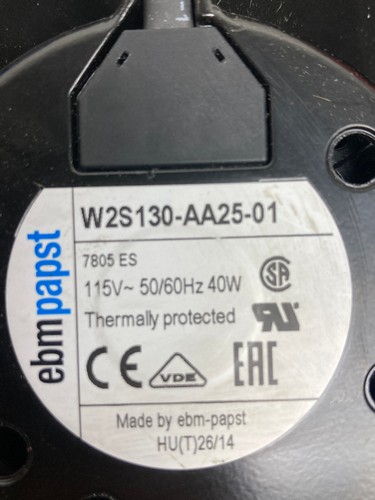 -1
ebmpapst
W2S130-AA25-01
7805 ES
115V~ 50/60Hz 40W
Thermally protected
CE VDE EAC
Made by ebm-papst
HU(T)26/14